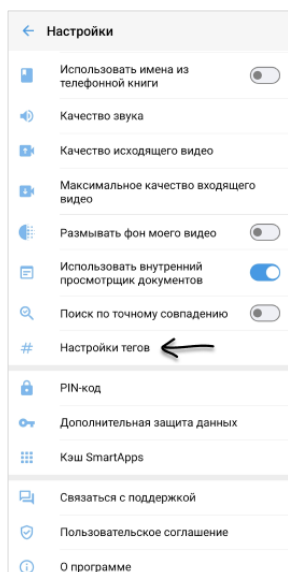 Настройки
Использовать имена из
телефонной книги
Качество звука
Качество исходящего видео
Максимальное качество входящего
видео
Размывать фон моего видео
Использовать внутренний
просмотрщик документов
Поиск по точному совпадению
# Настройки тегов
PIN-код
Дополнительная защита данных
Кэш SmartApps
Связаться с поддержкой
Пользовательское соглашение
О программе